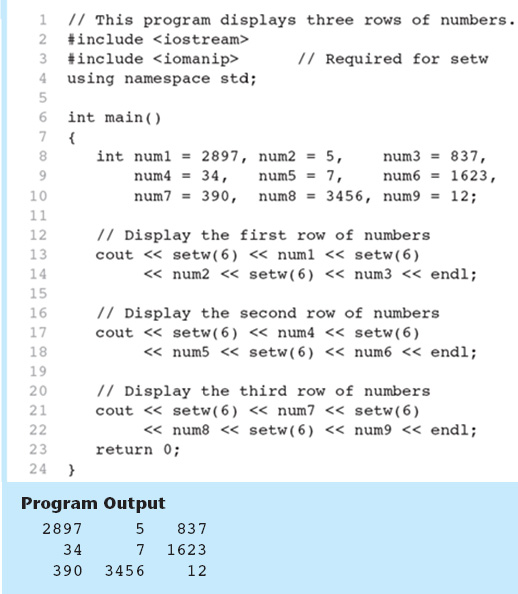 1 // This program displays three rows of numbers.
2 #include <iostream>
3 #include <iomanip>        // Required for setw
4 using namespace std;
5
6 int main()
7 {
8    int num1 = 2897, num2 = 5,    num3 = 837,
9        num4 = 34,   num5 = 7,    num6 = 1623,
10        num7 = 390,  num8 = 3456, num9 = 12;
11
12    // Display the first row of numbers
13    cout << setw(6) << num1 << setw(6)
14         << num2 << setw(6) << num3 << endl;
15
16    // Display the second row of numbers
17    cout << setw(6) << num4 << setw(6)
18         << num5 << setw(6) << num6 << endl;
19
20    // Display the third row of numbers
21    cout << setw(6) << num7 << setw(6)
22         << num8 << setw(6) << num9 << endl;
23    return 0;
24 }
Program Output
  2897     5   837
    34     7  1623
   390  3456    12